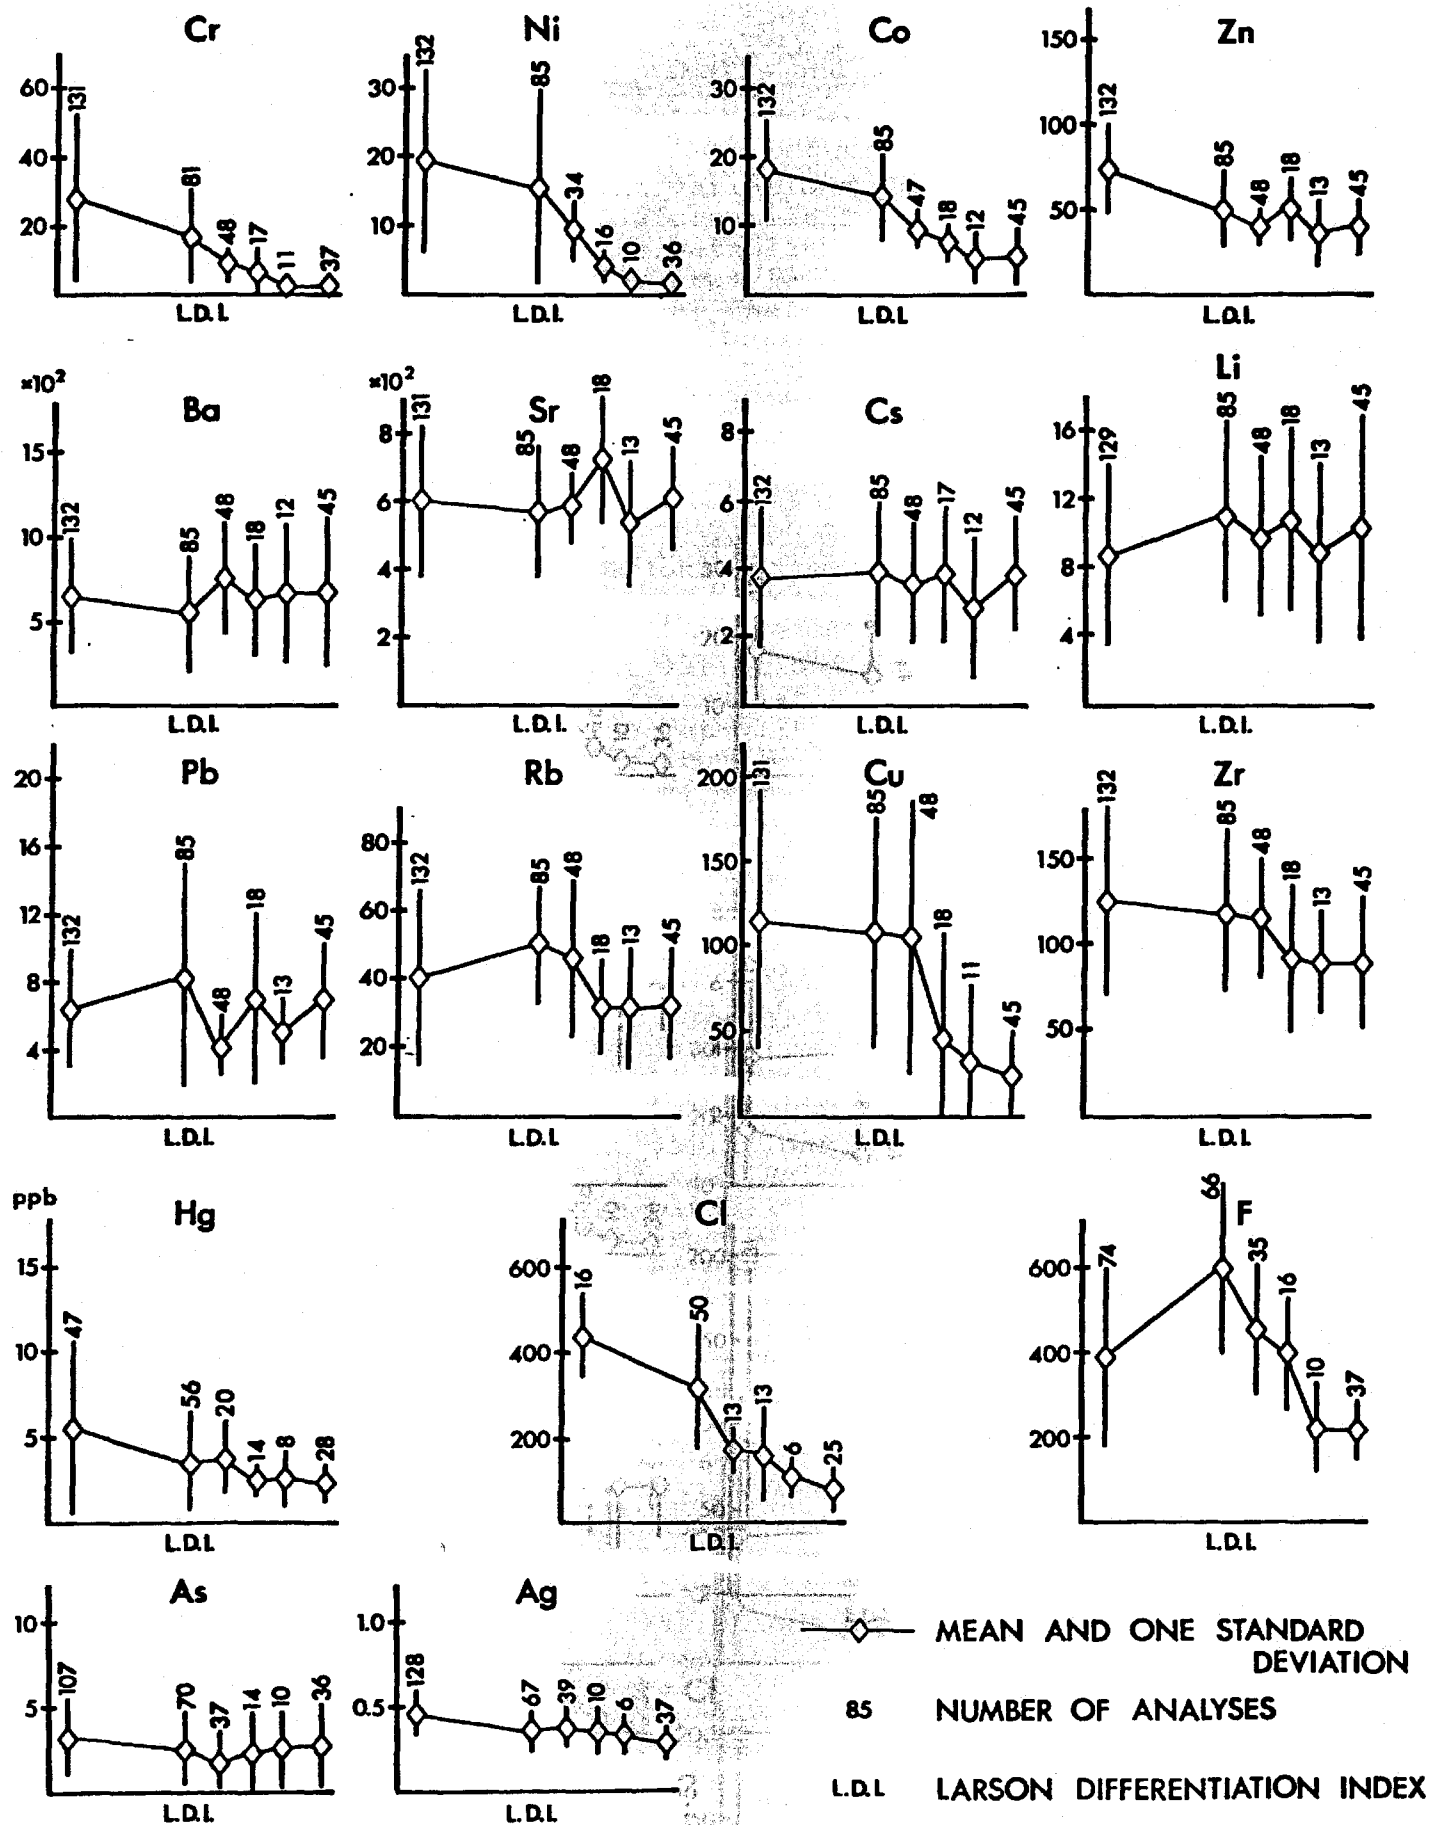 Cr Ni Co Zn
60 40 20 131 81 48 17 11 37
L.D.I.
30 20 10 132 85 34 16 10 36
L.D.I.
30 20 10 132 85 47 18 12 45
L.D.I.
150 100 50 132 85 48 18 13 45
L.D.I.
×10² Ba
15 10 5 132 85 48 18 12 45
L.D.I.
×10² Sr
8 6 4 2 131 85 48 18 13 45
L.D.I.
Cs
8 6 4 2 132 85 48 17 12 45
L.D.I.
Li
16 12 8 4 129 85 48 18 13 45
L.D.I.
Pb
20 16 12 8 4 132 85 48 18 13 45
L.D.I.
Rb
80 60 40 20 132 85 48 18 13 45
L.D.I.
Cu
200 150 100 50 131 85 48 18 11 45
L.D.I.
Zr
150 100 50 132 85 48 18 13 45
L.D.I.
ppb Hg
15 10 5 47 56 20 14 8 28
L.D.I.
Cl
600 400 200 16 50 13 13 6 25
L.D.I.
F
600 400 200 74 66 35 16 10 37
L.D.I.
As
10 5 107 70 37 14 10 36
L.D.I.
Ag
1.0 0.5 128 67 39 10 6 37
L.D.I.
MEAN AND ONE STANDARD
DEVIATION
85 NUMBER OF ANALYSES
L.D.I. LARSON DIFFERENTIATION INDEX